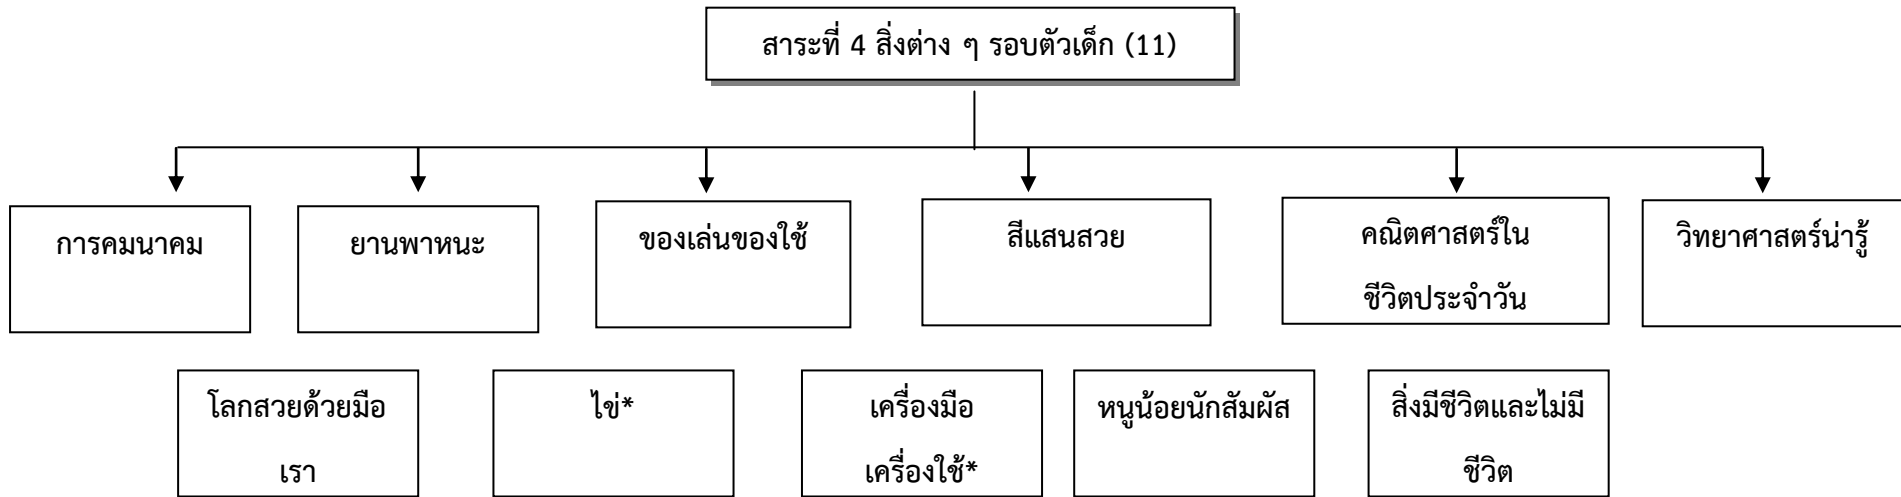 สาระที่ 4 สิ่งต่าง ๆ รอบตัวเด็ก (11)
การคมนาคม
ยานพาหนะ
ของเล่นของใช้
สีแสนสวย
คณิตศาสตร์ใน
ชีวิตประจำวัน
วิทยาศาสตร์น่ารู้
โลกสวยด้วยมือ
เรา
ไข่*
เครื่องมือ
เครื่องใช้*
หนูน้อยนักสัมผัส
สิ่งมีชีวิตและไม่มี
ชีวิต